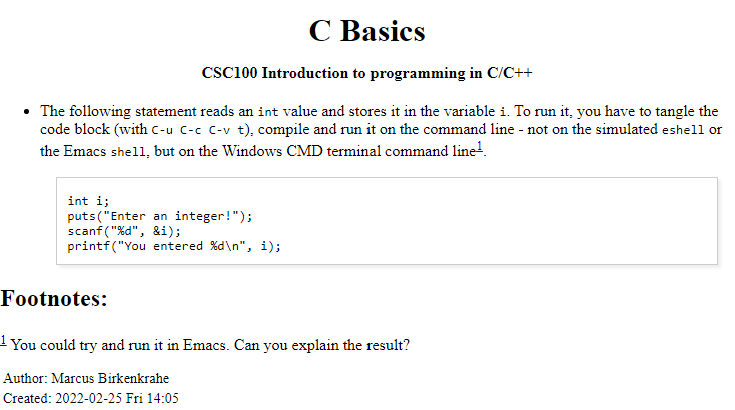 C Basics
CSC100 Introduction to programming in C/C++
• The following statement reads an int value and stores it in the variable i. To run it, you have to tangle the
code block (with C-u C-c C-v t), compile and run it on the command line - not on the simulated eshell or
the Emacs shell, but on the Windows CMD terminal command line1.
int i;
puts("Enter an integer!");
scanf("%d", &i);
printf("You entered %d\n", i);
Footnotes:
1 You could try and run it in Emacs. Can you explain the result?
Author: Marcus Birkenkrahe
Created: 2022-02-25 Fri 14:05